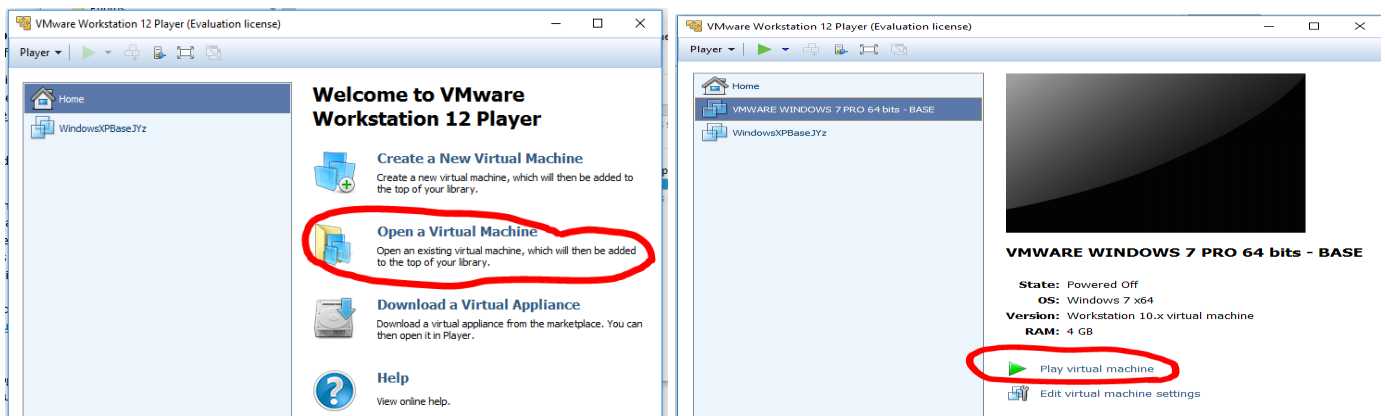 VMware Workstation 12 Player (Evaluation license)
Player
Home
WindowsXPBaseJYz
Welcome to VMware
Workstation 12 Player
Create a New Virtual Machine
Create a new virtual machine, which will then be added to
the top of your library.
Open a Virtual Machine
Open an existing virtual machine, which will then be added
to the top of your library.
Download a Virtual Appliance
Download a virtual appliance from the marketplace. You can
then open it in Player.
Help
View online help.
VMware Workstation 12 Player (Evaluation license)
Player
Home
VMWARE WINDOWS 7 PRO 64 bits - BASE
WindowsXPBaseJYz
VMWARE WINDOWS 7 PRO 64 bits - BASE
State: Powered Off
OS: Windows 7 x64
Version: Workstation 10.x virtual machine
RAM: 4 GB
Play virtual machine
Edit virtual machine settings